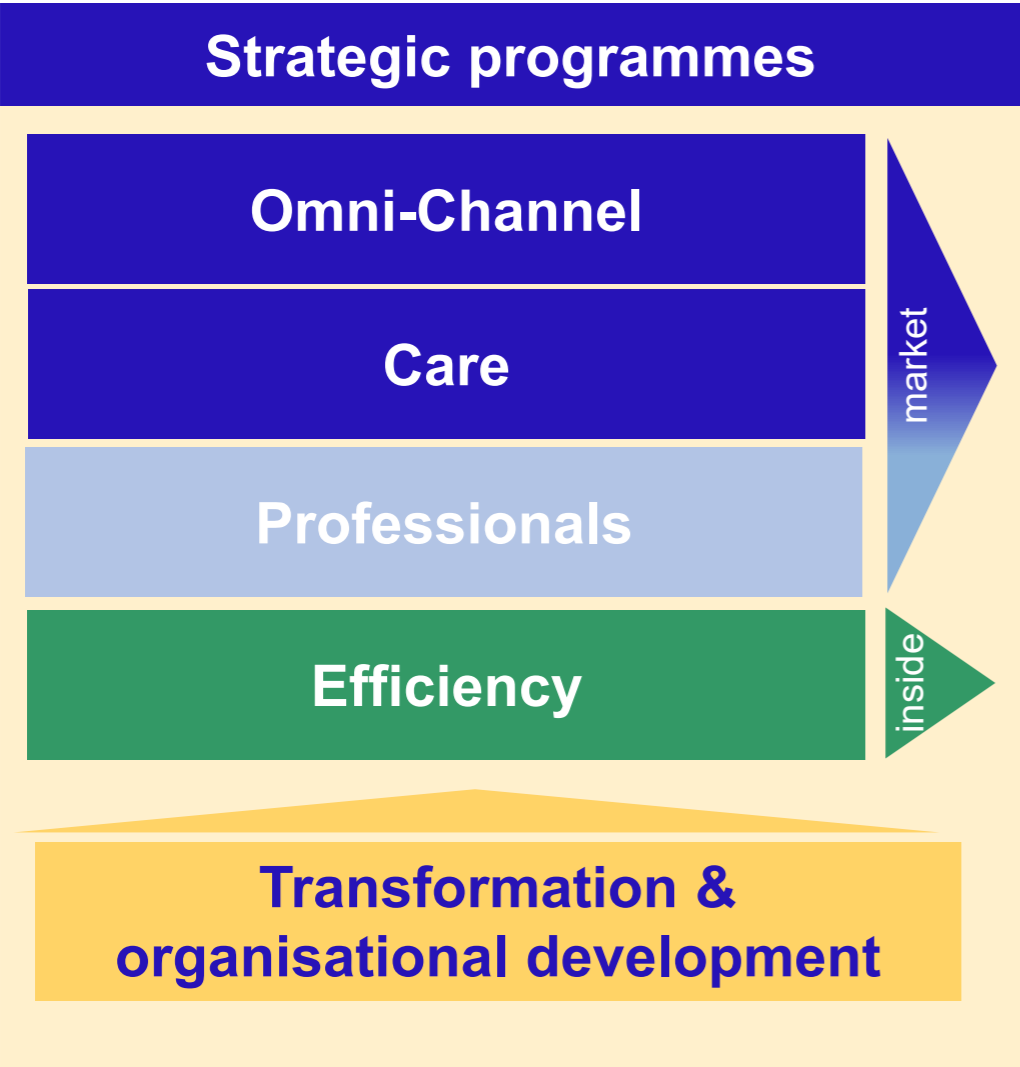 Strategic programmes
Omni-Channel
Care
market
Professionals
Efficiency
inside
Transformation &
organisational development